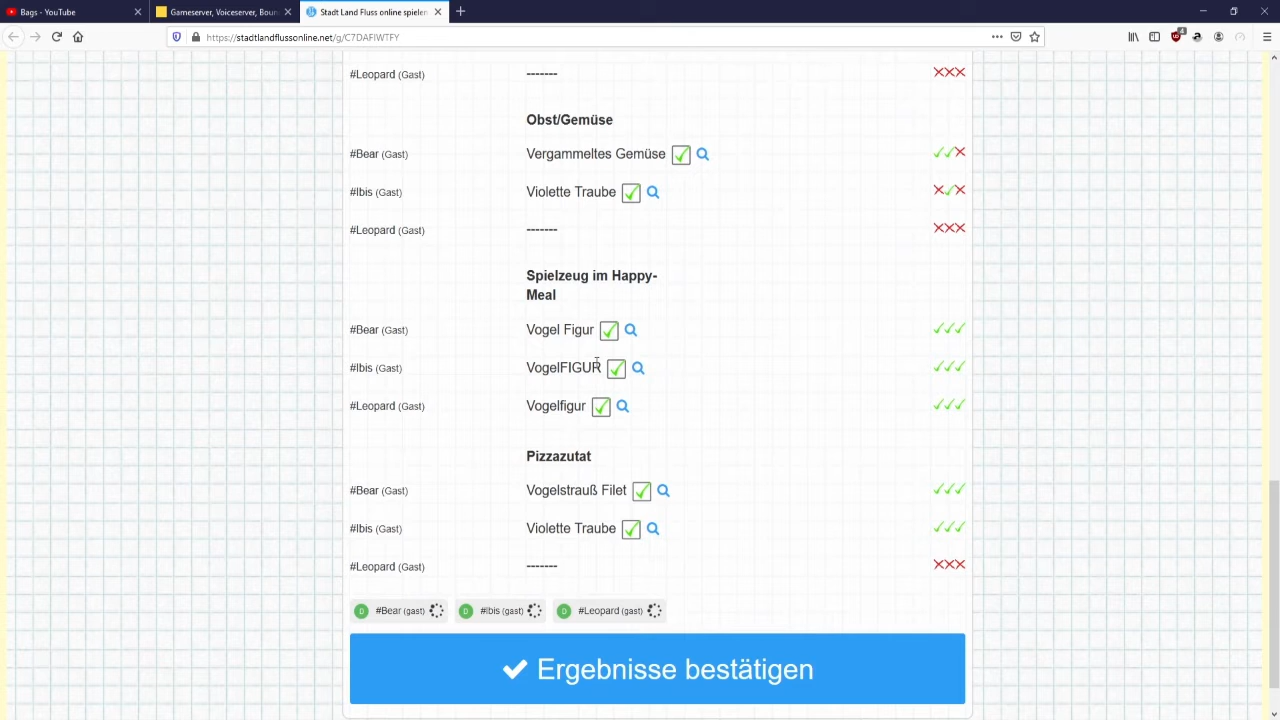 Bags - YouTube
Gameserver, Voiceserver, Boun
Stadt Land Fluss online spielen
https://stadtlandflussonline.net/g/C7DAFIWTFY
4
#Leopard (Gast) -------
Obst/Gemüse
#Bear (Gast) Vergammeltes Gemüse
#Ibis (Gast) Violette Traube
#Leopard (Gast) -------
Spielzeug im Happy-
Meal
#Bear (Gast) Vogel Figur
#Ibis (Gast) VogelFIGUR
#Leopard (Gast) Vogelfigur
Pizzazutat
#Bear (Gast) Vogelstrauß Filet
#Ibis (Gast) Violette Traube
#Leopard (Gast) -------
D #Bear (gast) D #Ibis (gast) D #Leopard (gast)
Ergebnisse bestätigen